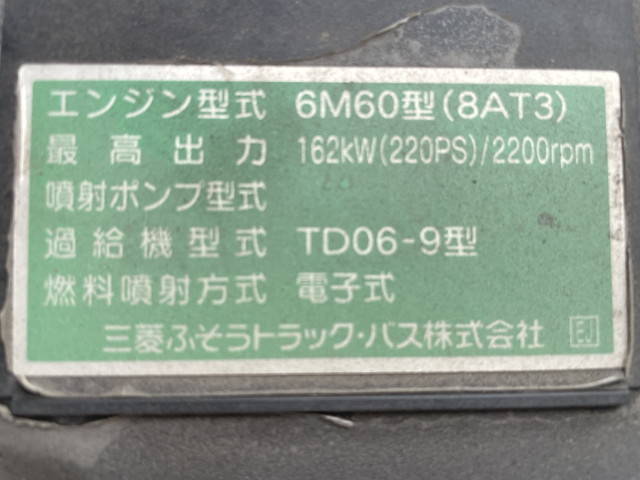 エンジン型式 6M60型(8AT3)
最高出力 162kW(220PS)/2200rpm
噴射ポンプ型式
過給機型式 TD06-9型
燃料噴射方式 電子式
三菱ふそうトラック・バス株式会社 EJ